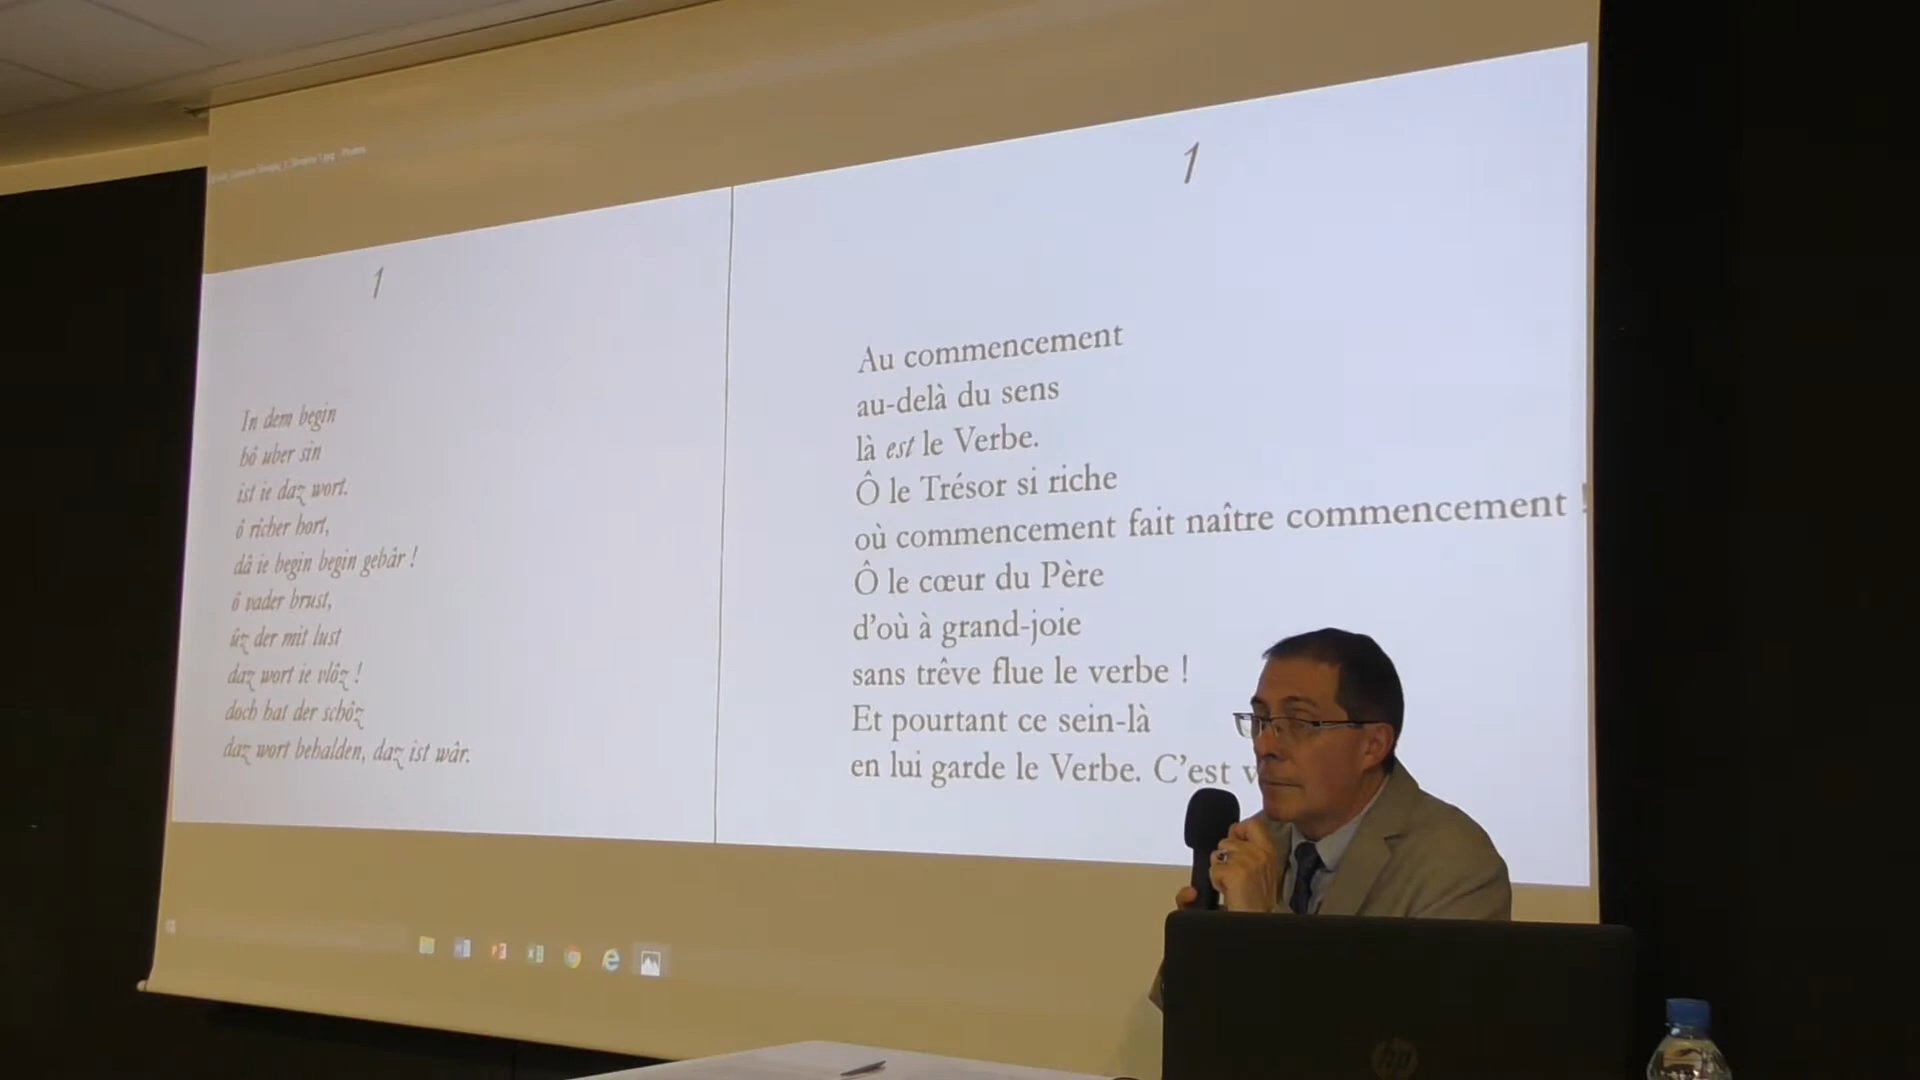 1
In dem begin
hô uber sin
ist ie daz wort.
ô richer hort,
dâ ie begin begin gebâr !
ô vader brust,
ûz der mit lust
daz wort ie vlôz !
doch hat der schôz
daz wort behalden, daz ist wâr.
1
Au commencement
au-delà du sens
là est le Verbe.
Ô le Trésor si riche
où commencement fait naître commencement !
Ô le cœur du Père
d'où à grand-joie
sans trêve flue le verbe !
Et pourtant ce sein-là
en lui garde le Verbe. C'est v
hp